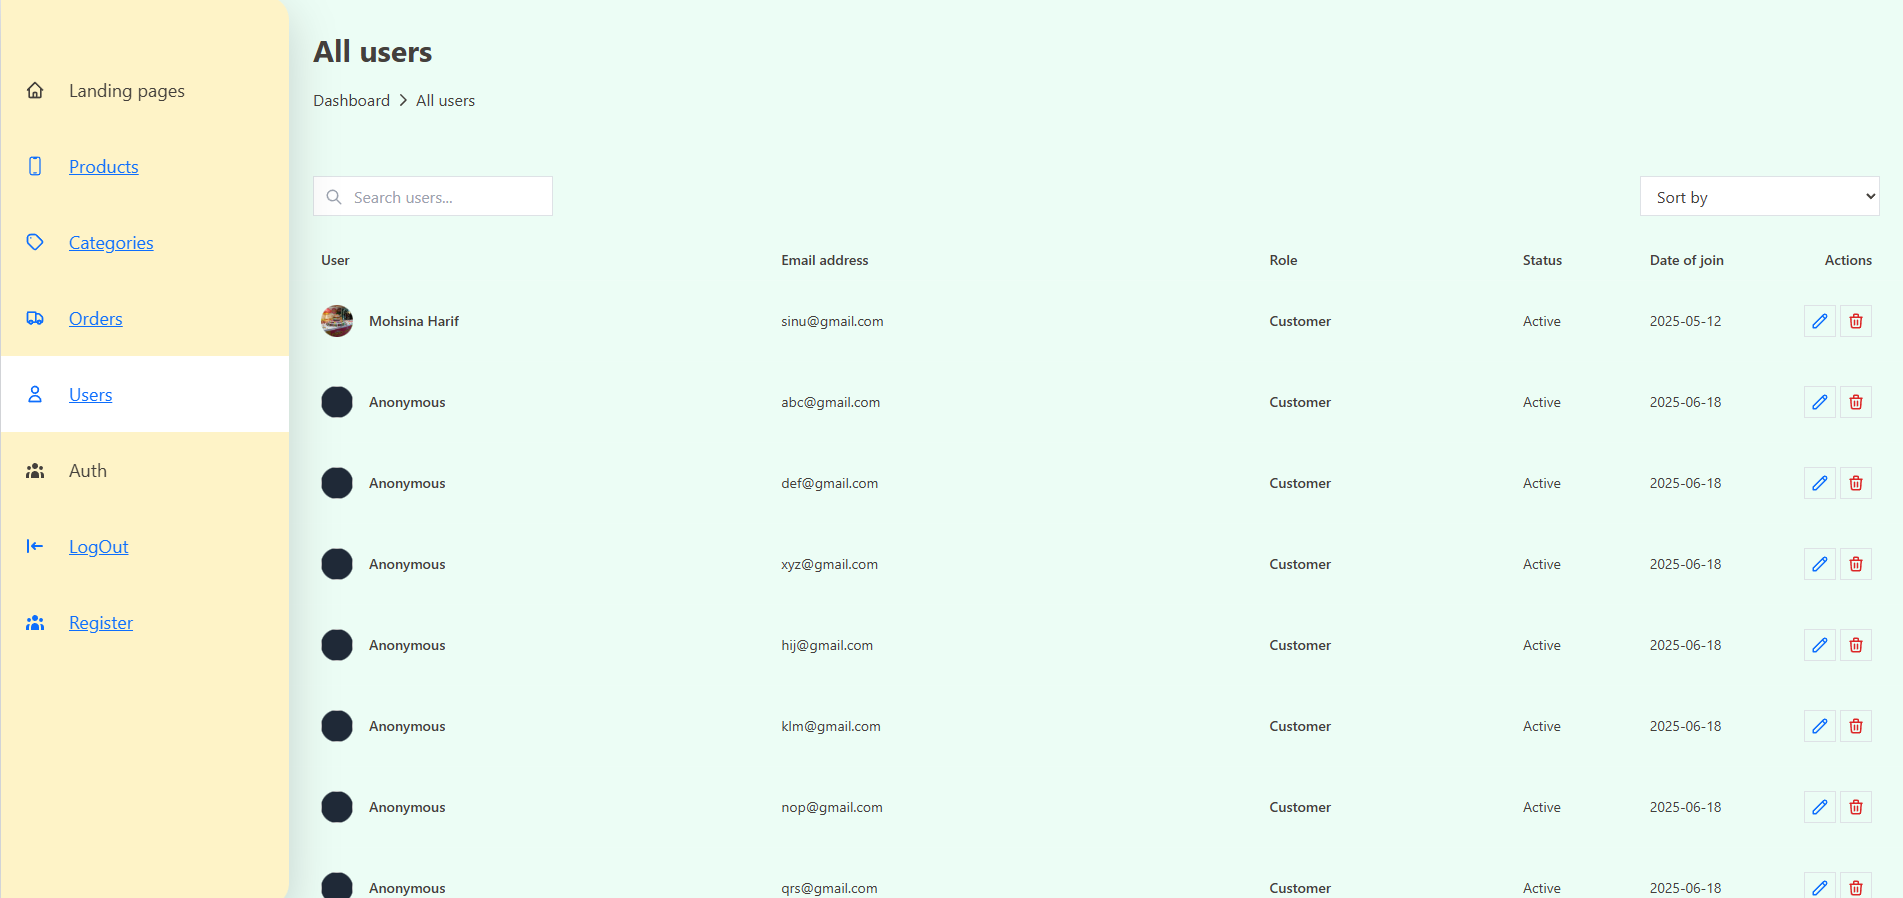 Landing pages
Products
Categories
Orders
Users
Auth
LogOut
Register
All users
Dashboard > All users
Search users...
Sort by
User Email address Role Status Date of join Actions
Mohsina Harif sinu@gmail.com Customer Active 2025-05-12
Anonymous abc@gmail.com Customer Active 2025-06-18
Anonymous def@gmail.com Customer Active 2025-06-18
Anonymous xyz@gmail.com Customer Active 2025-06-18
Anonymous hij@gmail.com Customer Active 2025-06-18
Anonymous klm@gmail.com Customer Active 2025-06-18
Anonymous nop@gmail.com Customer Active 2025-06-18
Anonymous qrs@gmail.com Customer Active 2025-06-18